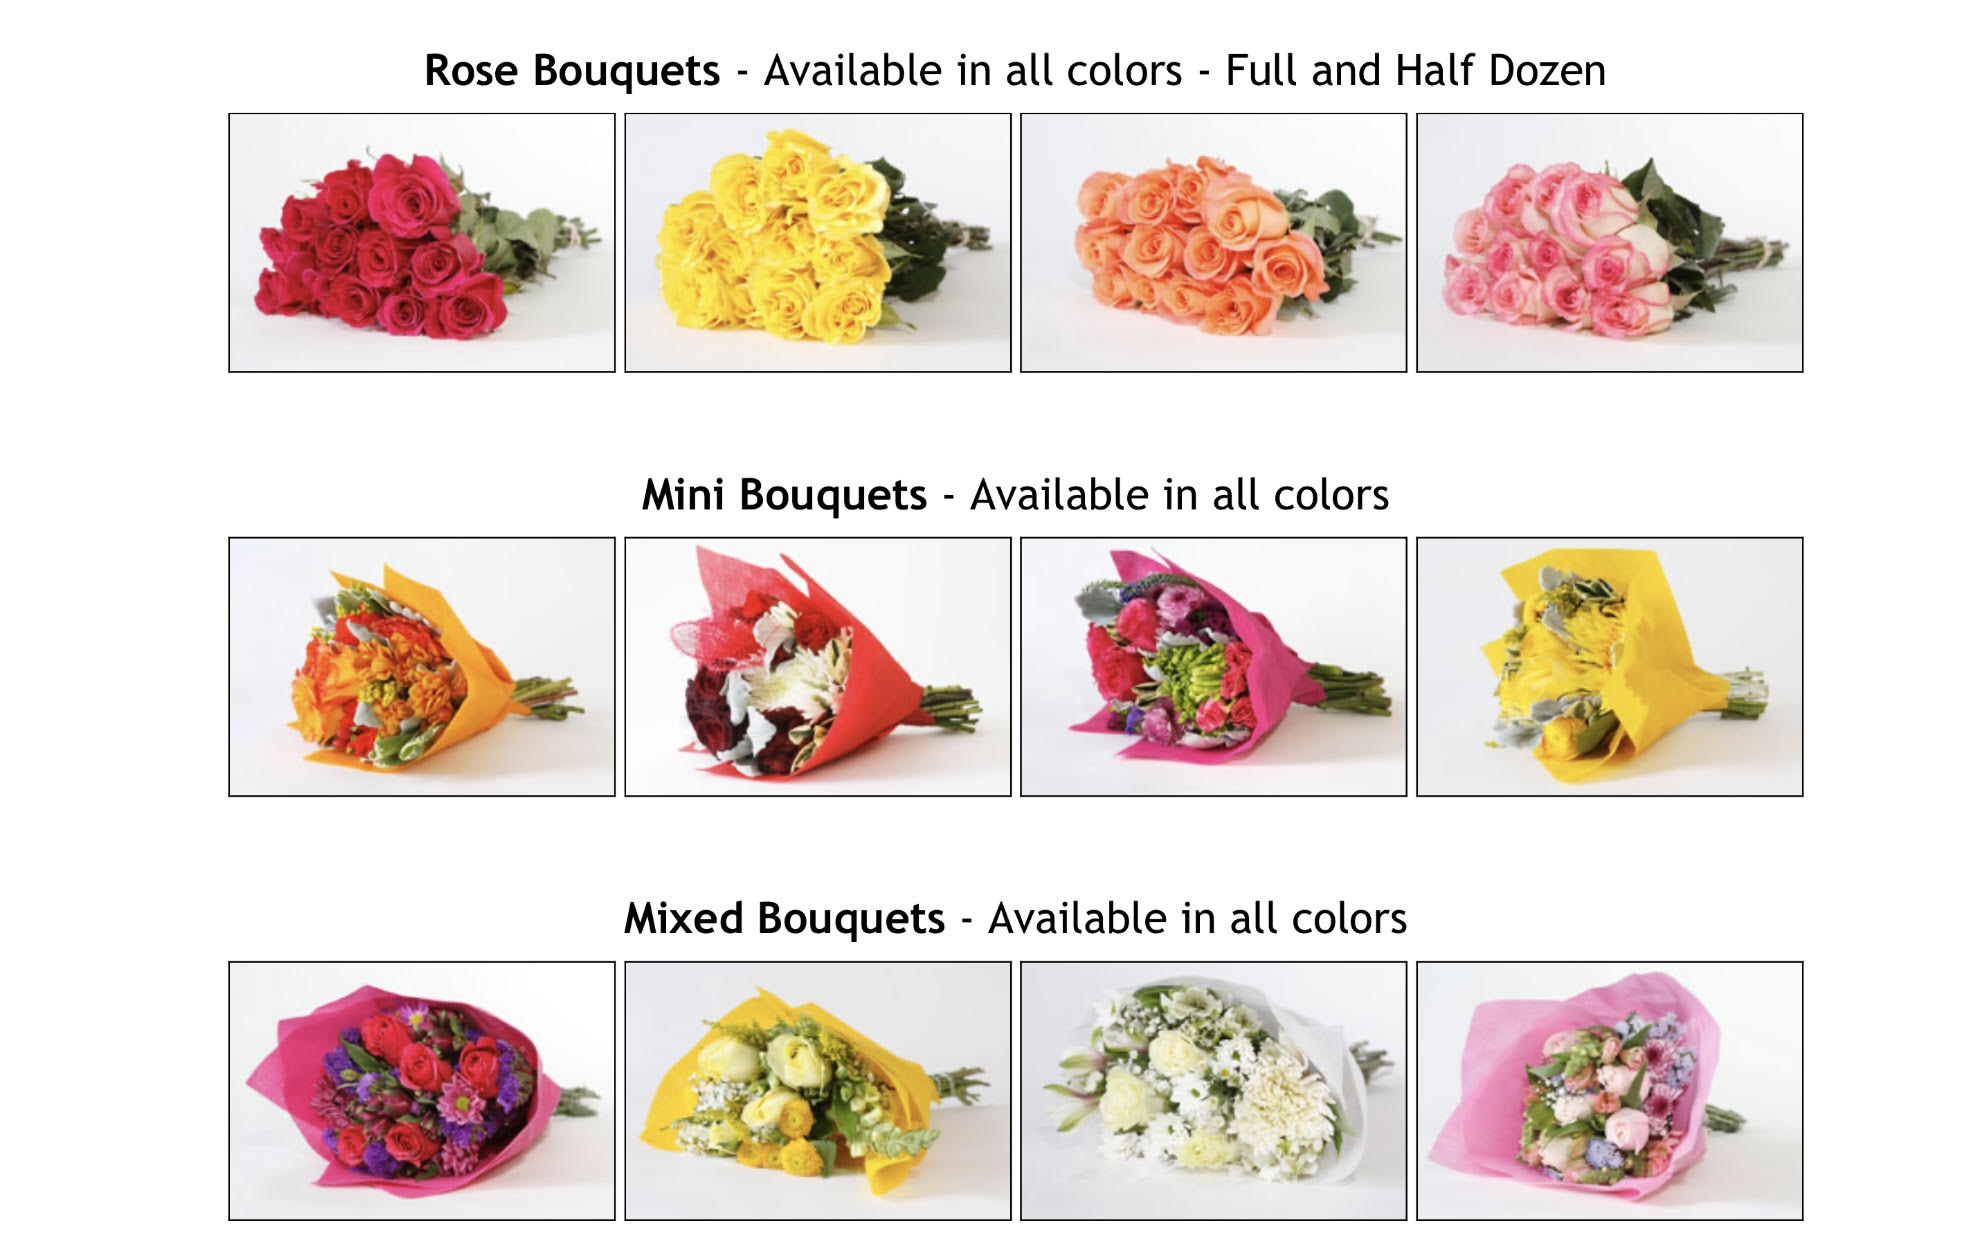 Rose Bouquets - Available in all colors - Full and Half Dozen
Mini Bouquets - Available in all colors
Mixed Bouquets - Available in all colors